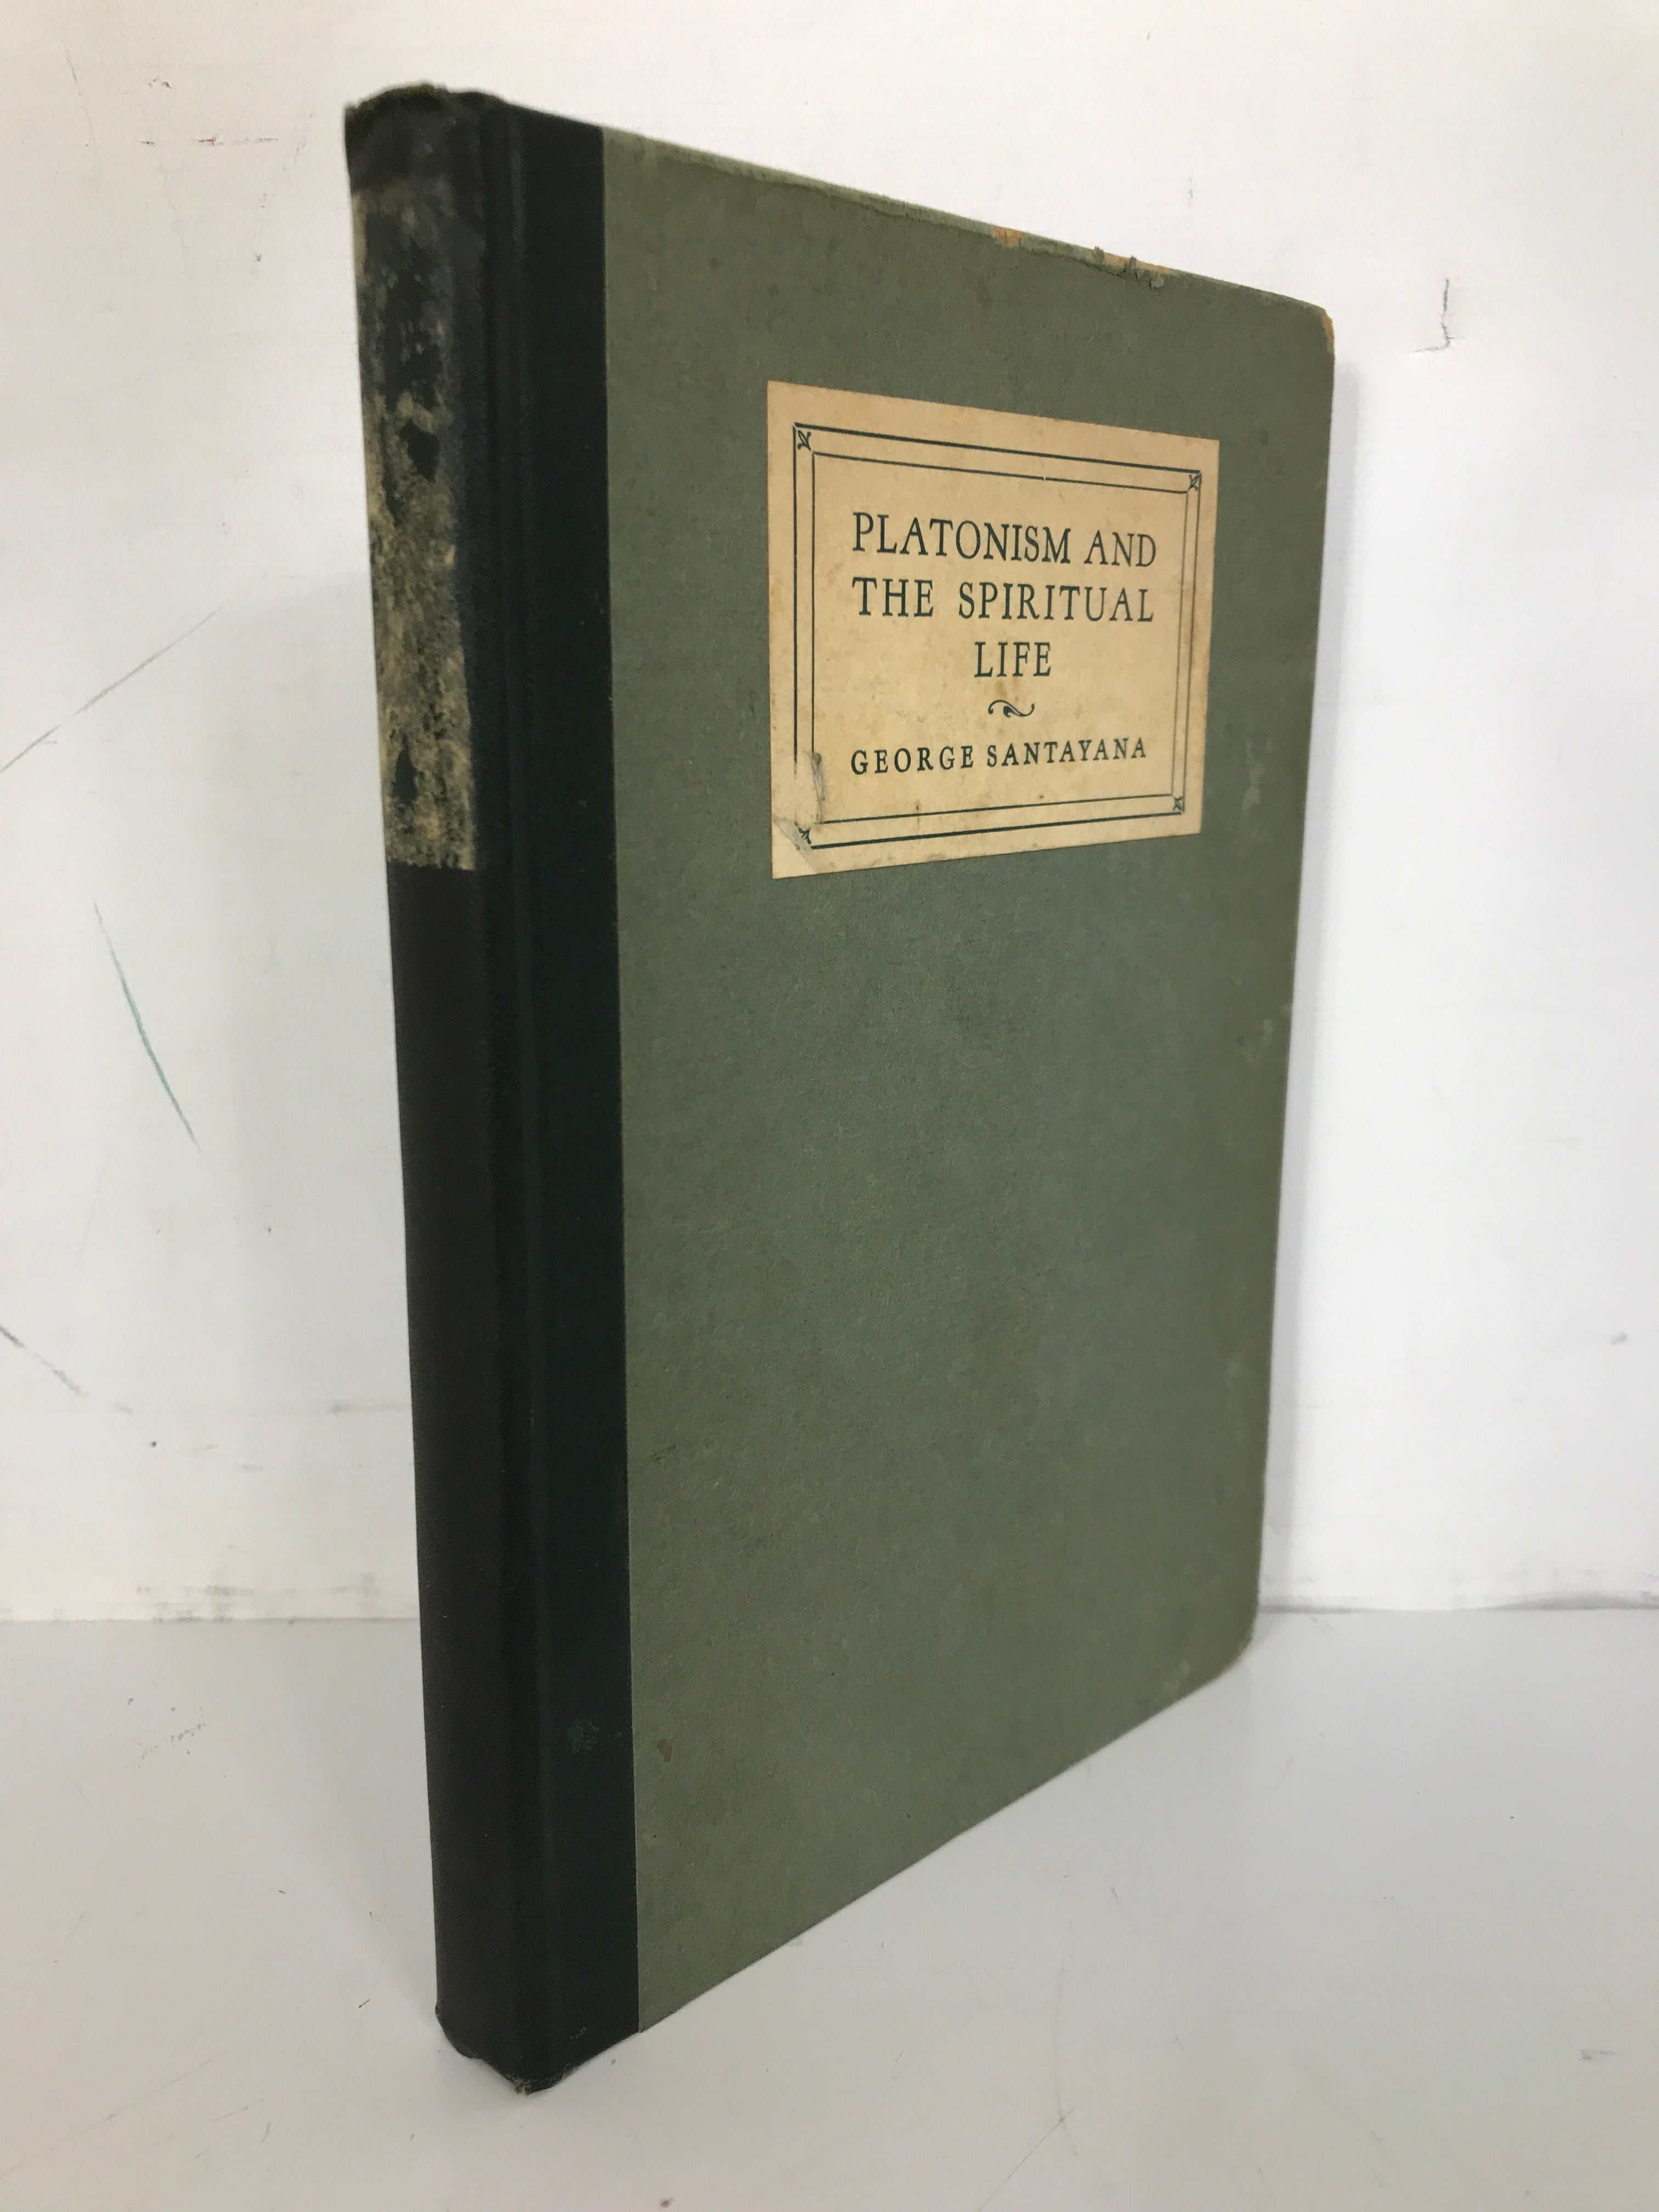 PLATONISM AND
THE SPIRITUAL
LIFE
GEORGE SANTAYANA